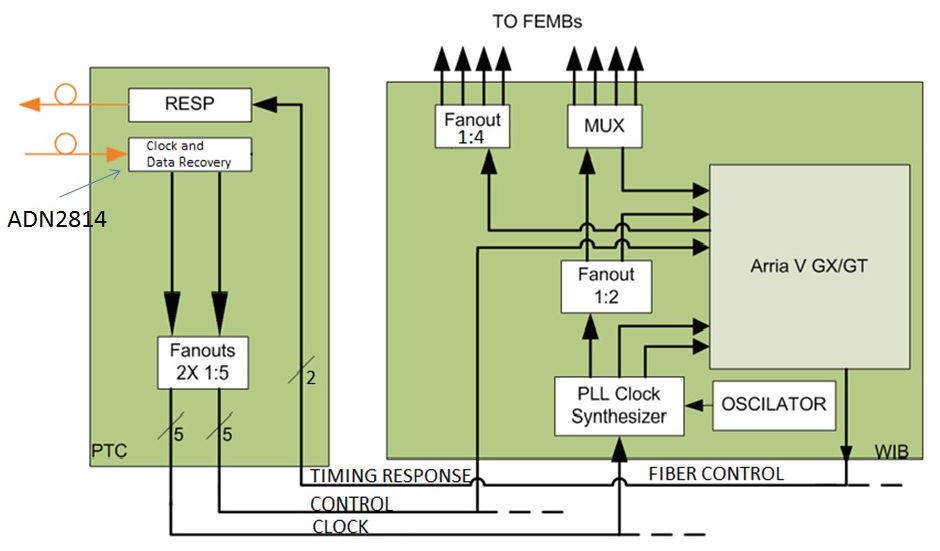 TO FEMBs
RESP
Clock and
Data Recovery
ADN2814
Fanouts
2X 1:5
5
5
2
PTC
Fanout
1:4
MUX
Arria V GX/GT
Fanout
1:2
PLL Clock
Synthesizer
OSCILATOR
WIB
TIMING RESPONSE
FIBER CONTROL
CONTROL
CLOCK